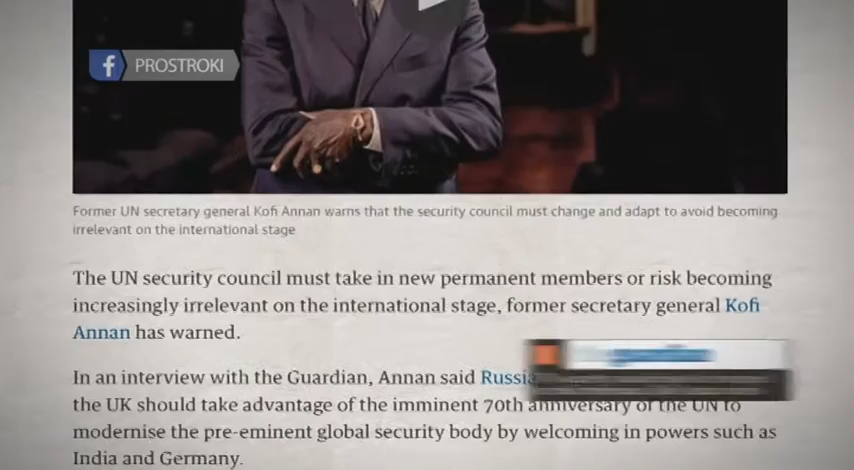 f PROSTROKI
Former UN secretary general Kofi Annan warns that the security council must change and adapt to avoid becoming
irrelevant on the international stage
The UN security council must take in new permanent members or risk becoming
increasingly irrelevant on the international stage, former secretary general Kofi
Annan has warned.
In an interview with the Guardian, Annan said Russia
the UK should take advantage of the imminent 70th anniversary of the UN to
modernise the pre-eminent global security body by welcoming in powers such as
India and Germany.